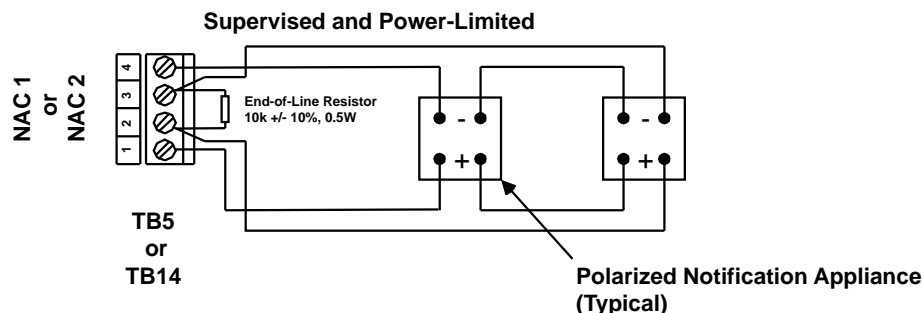 Supervised and Power-Limited
NAC 1
or
NAC 2
4
3
2
1
End-of-Line Resistor
10k +/- 10%, 0.5W
- -
+ +
TB5
or
TB14
Polarized Notification Appliance
(Typical)